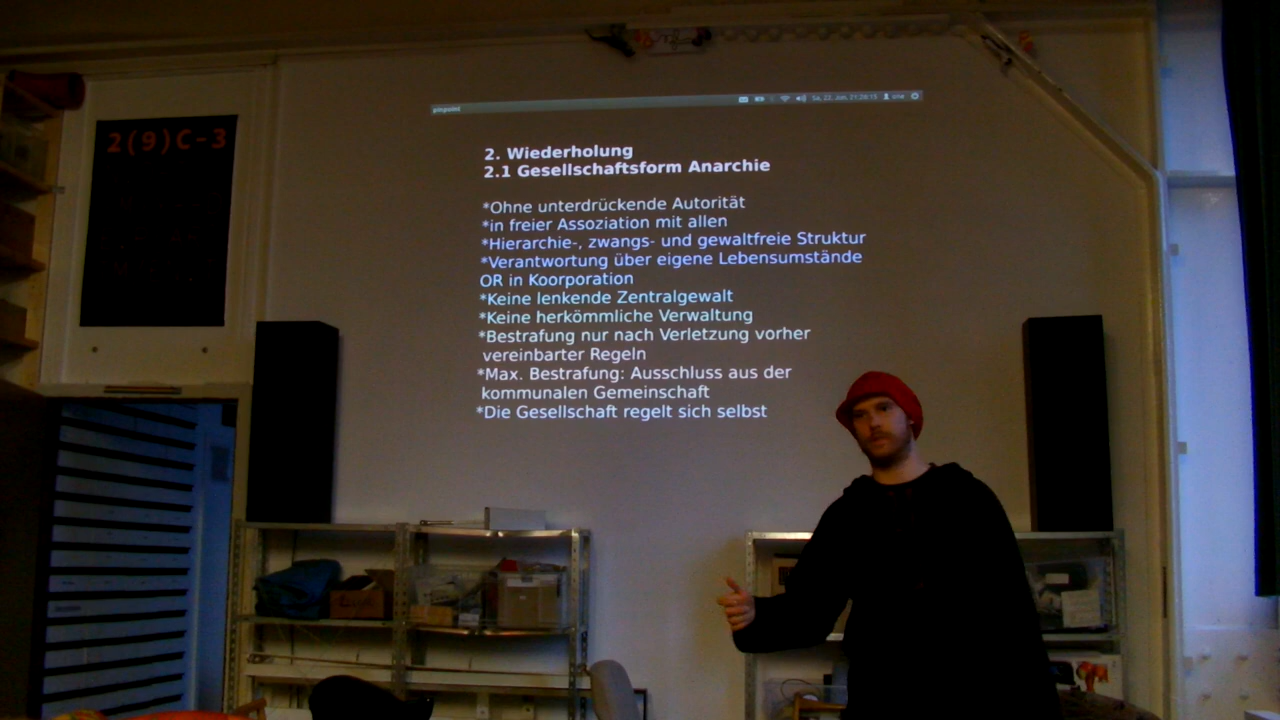 2(9)C-3
pinpoint
2. Wiederholung
2.1 Gesellschaftsform Anarchie
*Ohne unterdrückende Autorität
*in freier Assoziation mit allen
*Hierarchie-, zwangs- und gewaltfreie Struktur
*Verantwortung über eigene Lebensumstände
OR in Koorporation
*Keine lenkende Zentralgewalt
*Keine herkömmliche Verwaltung
*Bestrafung nur nach Verletzung vorher
vereinbarter Regeln
*Max. Bestrafung: Ausschluss aus der
kommunalen Gemeinschaft
*Die Gesellschaft regelt sich selbst